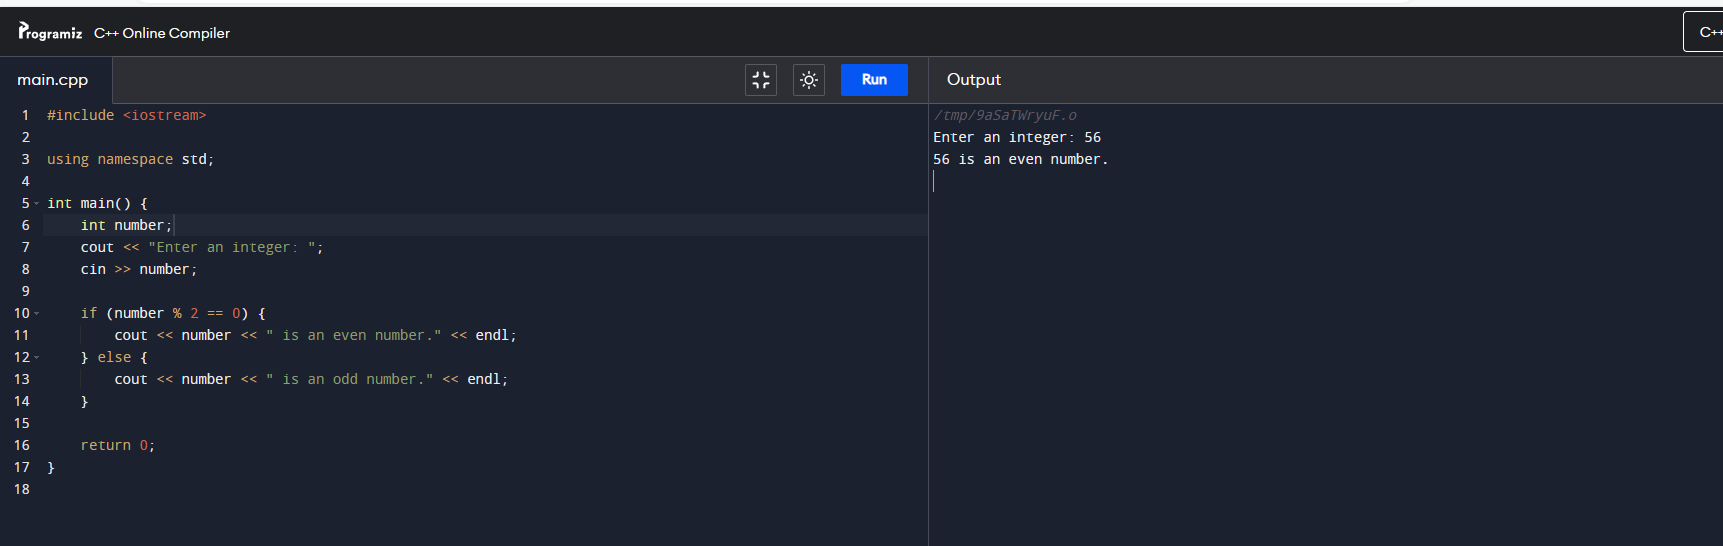 Programiz C++ Online Compiler
C++
main.cpp
Run
Output
1 #include <iostream>
2
3 using namespace std;
4
5 int main() {
6     int number;
7     cout << "Enter an integer: ";
8     cin >> number;
9
10     if (number % 2 == 0) {
11         cout << number << " is an even number." << endl;
12     } else {
13         cout << number << " is an odd number." << endl;
14     }
15
16     return 0;
17 }
18
/tmp/9aSaTWryuF.o
Enter an integer: 56
56 is an even number.